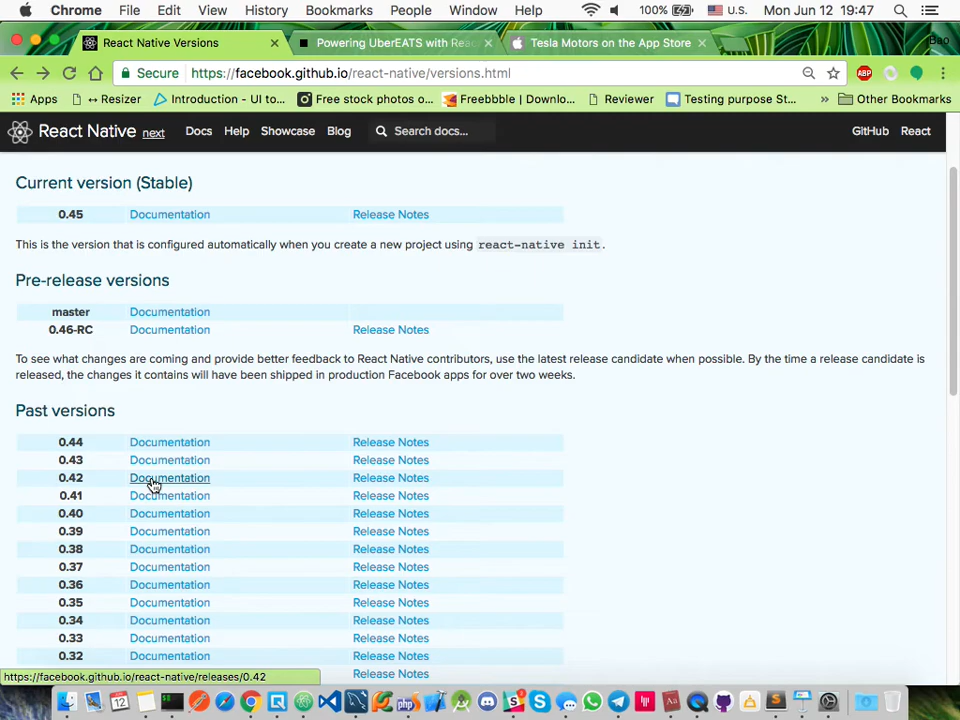 Chrome File Edit View History Bookmarks People Window Help 100% U.S. Mon Jun 12 19:47
React Native Versions Powering UberEATS with Reac Tesla Motors on the App Store Bao
Secure https://facebook.github.io/react-native/versions.html ABP
Apps ↔ Resizer Introduction - UI to... Free stock photos o... Freebbble | Downlo... Reviewer Testing purpose St... » Other Bookmarks
React Native next Docs Help Showcase Blog Search docs... GitHub React
Current version (Stable)
0.45 Documentation Release Notes
This is the version that is configured automatically when you create a new project using react-native init.
Pre-release versions
master Documentation
0.46-RC Documentation Release Notes
To see what changes are coming and provide better feedback to React Native contributors, use the latest release candidate when possible. By the time a release candidate is
released, the changes it contains will have been shipped in production Facebook apps for over two weeks.
Past versions
0.44 Documentation Release Notes
0.43 Documentation Release Notes
0.42 Documentation Release Notes
0.41 Documentation Release Notes
0.40 Documentation Release Notes
0.39 Documentation Release Notes
0.38 Documentation Release Notes
0.37 Documentation Release Notes
0.36 Documentation Release Notes
0.35 Documentation Release Notes
0.34 Documentation Release Notes
0.33 Documentation Release Notes
0.32 Documentation Release Notes
https://facebook.github.io/react-native/releases/0.42 Release Notes
12 php Aa